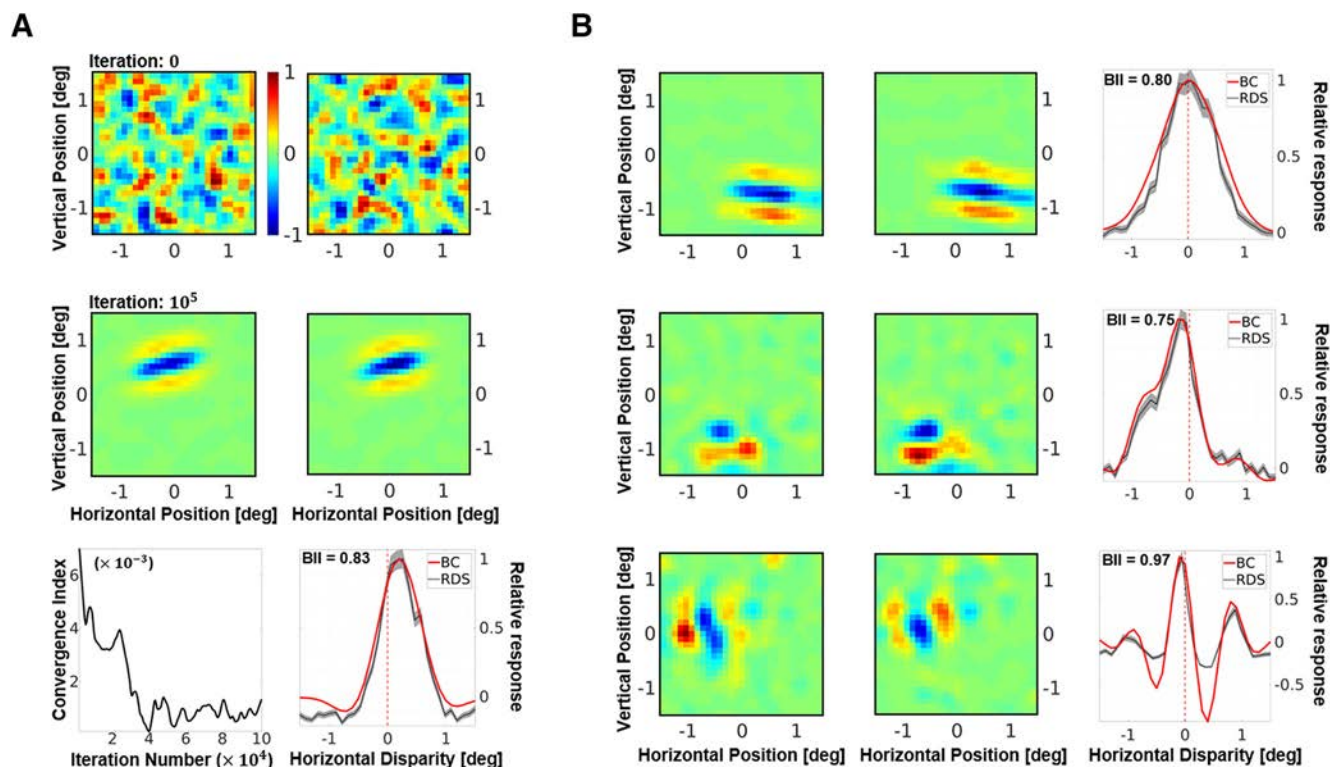 A
B
Iteration: 0
Vertical Position [deg]
1
0
-1
-1 0 1
1
0
-1
1
0
-1
-1 0 1
Iteration: 10⁵
Vertical Position [deg]
1
0
-1
-1 0 1
Horizontal Position [deg]
1
0
-1
-1 0 1
Horizontal Position [deg]
Convergence Index
(× 10⁻³)
6
4
2
2 4 6 8 10
Iteration Number (× 10⁴)
BII = 0.83
BC
RDS
1
0.5
0
Relative response
-1 0 1
Horizontal Disparity [deg]
Vertical Position [deg]
1
0
-1
-1 0 1
1
0
-1
-1 0 1
BII = 0.80
BC
RDS
1
0.5
0
Relative response
-1 0 1
Vertical Position [deg]
1
0
-1
-1 0 1
1
0
-1
-1 0 1
BII = 0.75
BC
RDS
1
0.5
0
Relative response
-1 0 1
Vertical Position [deg]
1
0
-1
-1 0 1
Horizontal Position [deg]
1
0
-1
-1 0 1
Horizontal Position [deg]
BII = 0.97
BC
RDS
1
0.5
0
-0.5
Relative response
-1 0 1
Horizontal Disparity [deg]